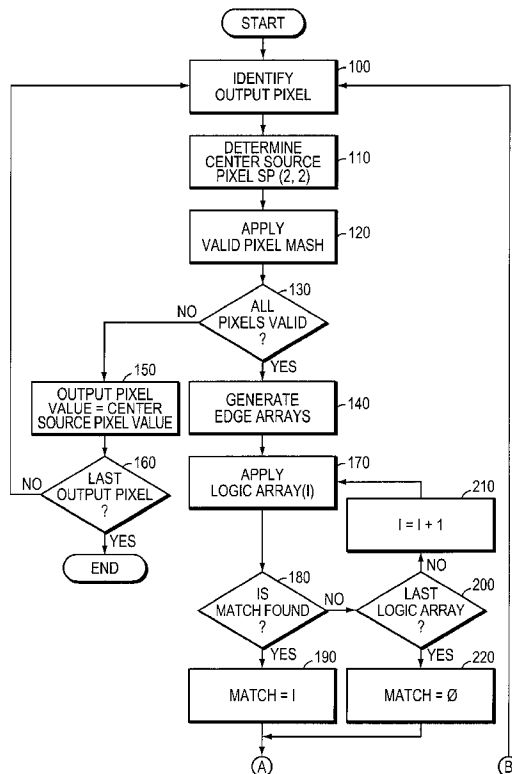 START
100
IDENTIFY
OUTPUT PIXEL
DETERMINE
CENTER SOURCE
PIXEL SP (2, 2)
110
APPLY
VALID PIXEL MASH
120
130
ALL
PIXELS VALID
?
NO
YES
150
OUTPUT PIXEL
VALUE = CENTER
SOURCE PIXEL VALUE
GENERATE
EDGE ARRAYS
140
160
LAST
OUTPUT PIXEL
?
NO
YES
END
170
APPLY
LOGIC ARRAY(I)
210
I = I + 1
NO
180
IS
MATCH FOUND
?
NO
YES
200
LAST
LOGIC ARRAY
?
YES
190
MATCH = I
220
MATCH = Ø
A
B